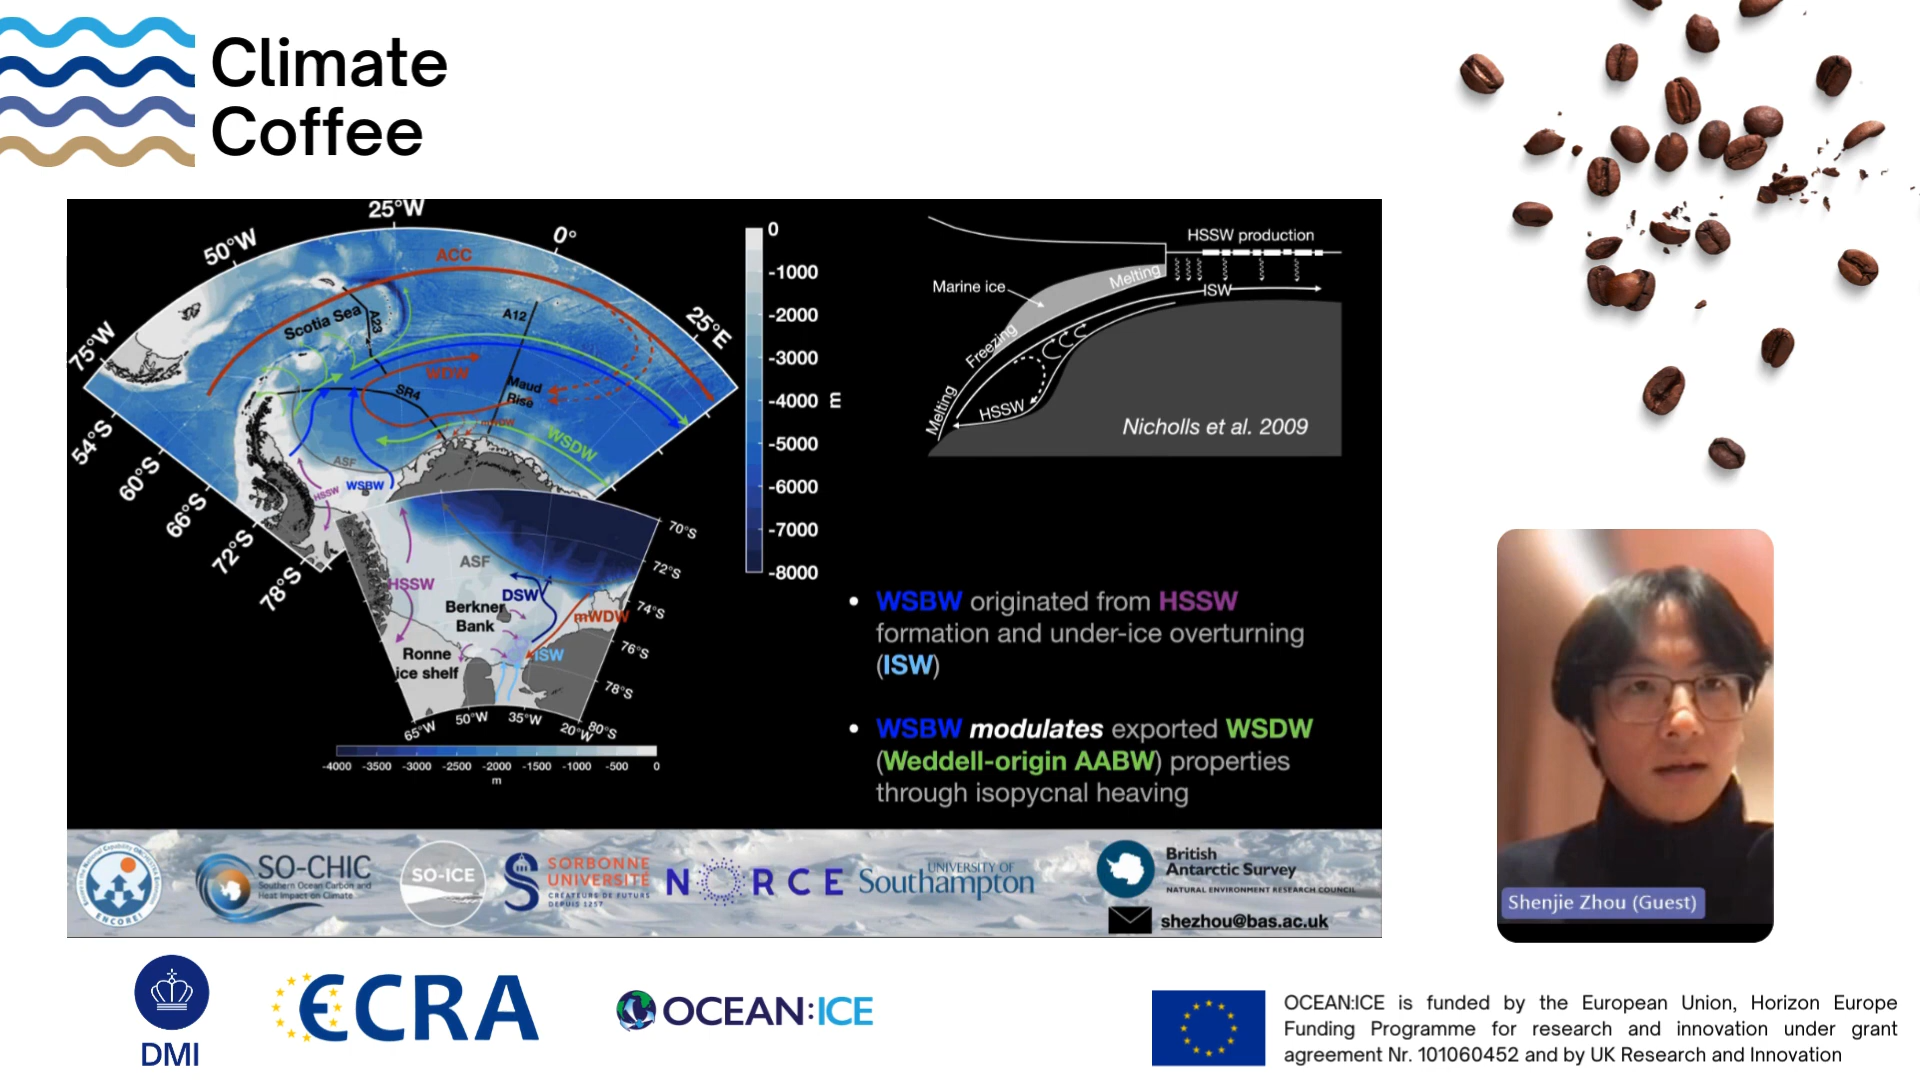 Climate
Coffee
25°W
0°
50°W
25°E
75°W
ACC
Scotia Sea
A23
A12
WDW
SR4
Maud
Rise
WSDW
ASF
HSSW
WSBW
54°S
60°S
66°S
72°S
78°S
0
-1000
-2000
-3000
-4000
-5000
-6000
-7000
-8000
m
70°S
72°S
74°S
76°S
78°S
80°S
ASF
HSSW
DSW
Berkner
Bank
mWDW
ISW
Ronne
ice shelf
65°W
50°W
35°W
20°W
-4000 -3500 -3000 -2500 -2000 -1500 -1000 -500 0
m
HSSW production
Marine ice
Melting
ISW
Freezing
Melting
HSSW
Nicholls et al. 2009
• WSBW originated from HSSW
formation and under-ice overturning
(ISW)
• WSBW modulates exported WSDW
(Weddell-origin AABW) properties
through isopycnal heaving
ENCORE
SO-CHIC
Southern Ocean Carbon and
Heat Impact on Climate
SO-ICE
SORBONNE
UNIVERSITÉ
CRÉATEURS DE FUTURS
DEPUIS 1257
NORCE
UNIVERSITY OF
Southampton
British
Antarctic Survey
NATURAL ENVIRONMENT RESEARCH COUNCIL
shezhou@bas.ac.uk
Shenjie Zhou (Guest)
DMI
ECRA
OCEAN:ICE
OCEAN:ICE is funded by the European Union, Horizon Europe
Funding Programme for research and innovation under grant
agreement Nr. 101060452 and by UK Research and Innovation